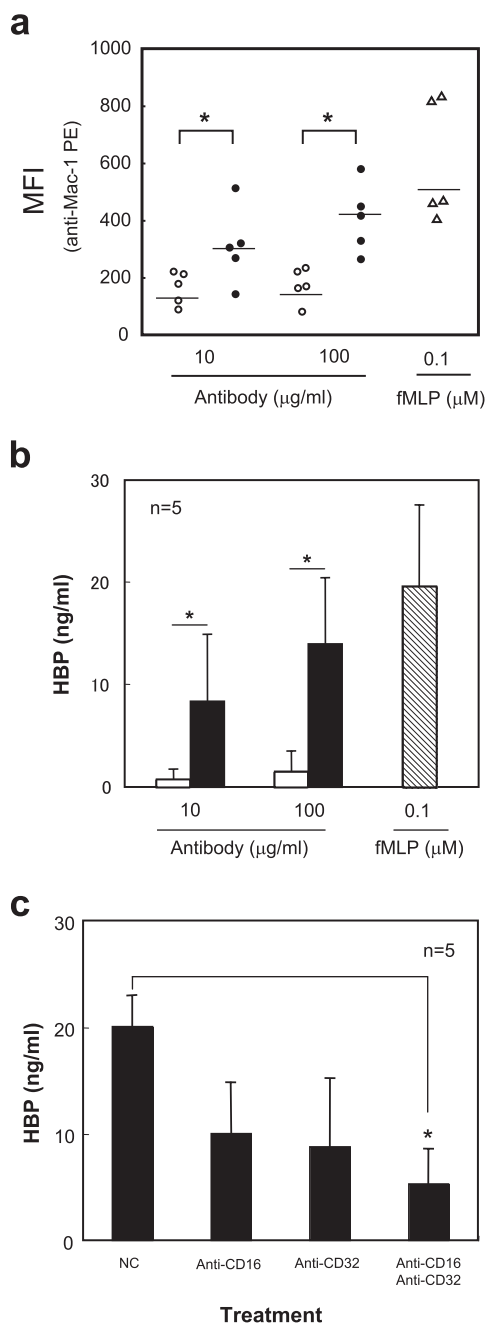 a
1000
800
600
400
200
0
MFI
(anti-Mac-1 PE)
* *
10 100 0.1
Antibody (μg/ml) fMLP (μM)
b
30
20
10
0
HBP (ng/ml)
n=5
* *
10 100 0.1
Antibody (μg/ml) fMLP (μM)
c
30
20
10
0
HBP (ng/ml)
n=5
*
NC Anti-CD16 Anti-CD32 Anti-CD16
Anti-CD32
Treatment